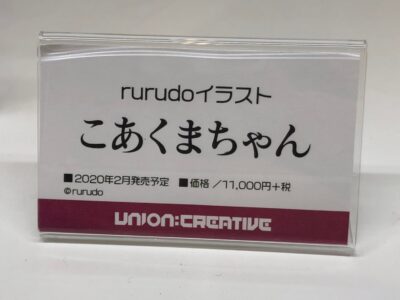 rurudoイラスト
こあくまちゃん
■2020年2月発売予定 ■価格／11,000円+税
©rurudo
UNION:CREATIVE